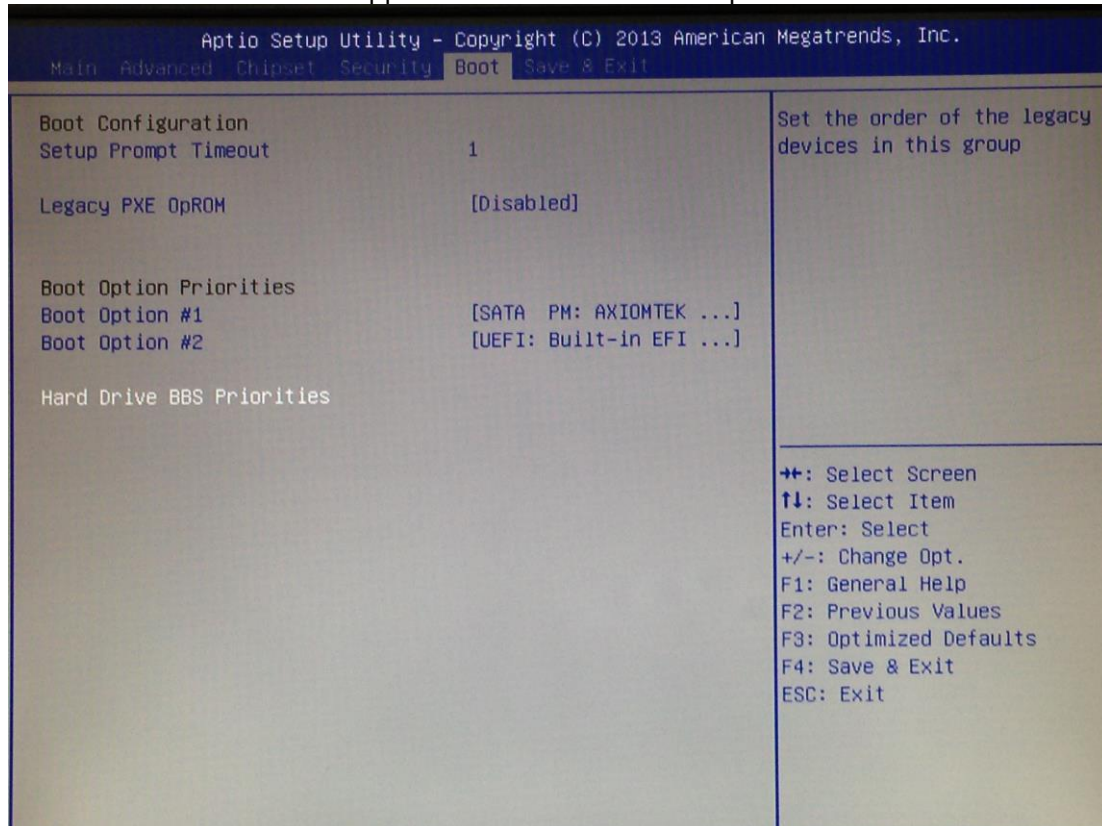 Aptio Setup Utility – Copyright (C) 2013 American Megatrends, Inc.
Main Advanced Chipset Security Boot Save & Exit
Boot Configuration
Setup Prompt Timeout 1
Legacy PXE OpROM [Disabled]
Boot Option Priorities
Boot Option #1 [SATA PM: AXIOMTEK ...]
Boot Option #2 [UEFI: Built-in EFI ...]
Hard Drive BBS Priorities
Set the order of the legacy
devices in this group
→←: Select Screen
↑↓: Select Item
Enter: Select
+/-: Change Opt.
F1: General Help
F2: Previous Values
F3: Optimized Defaults
F4: Save & Exit
ESC: Exit